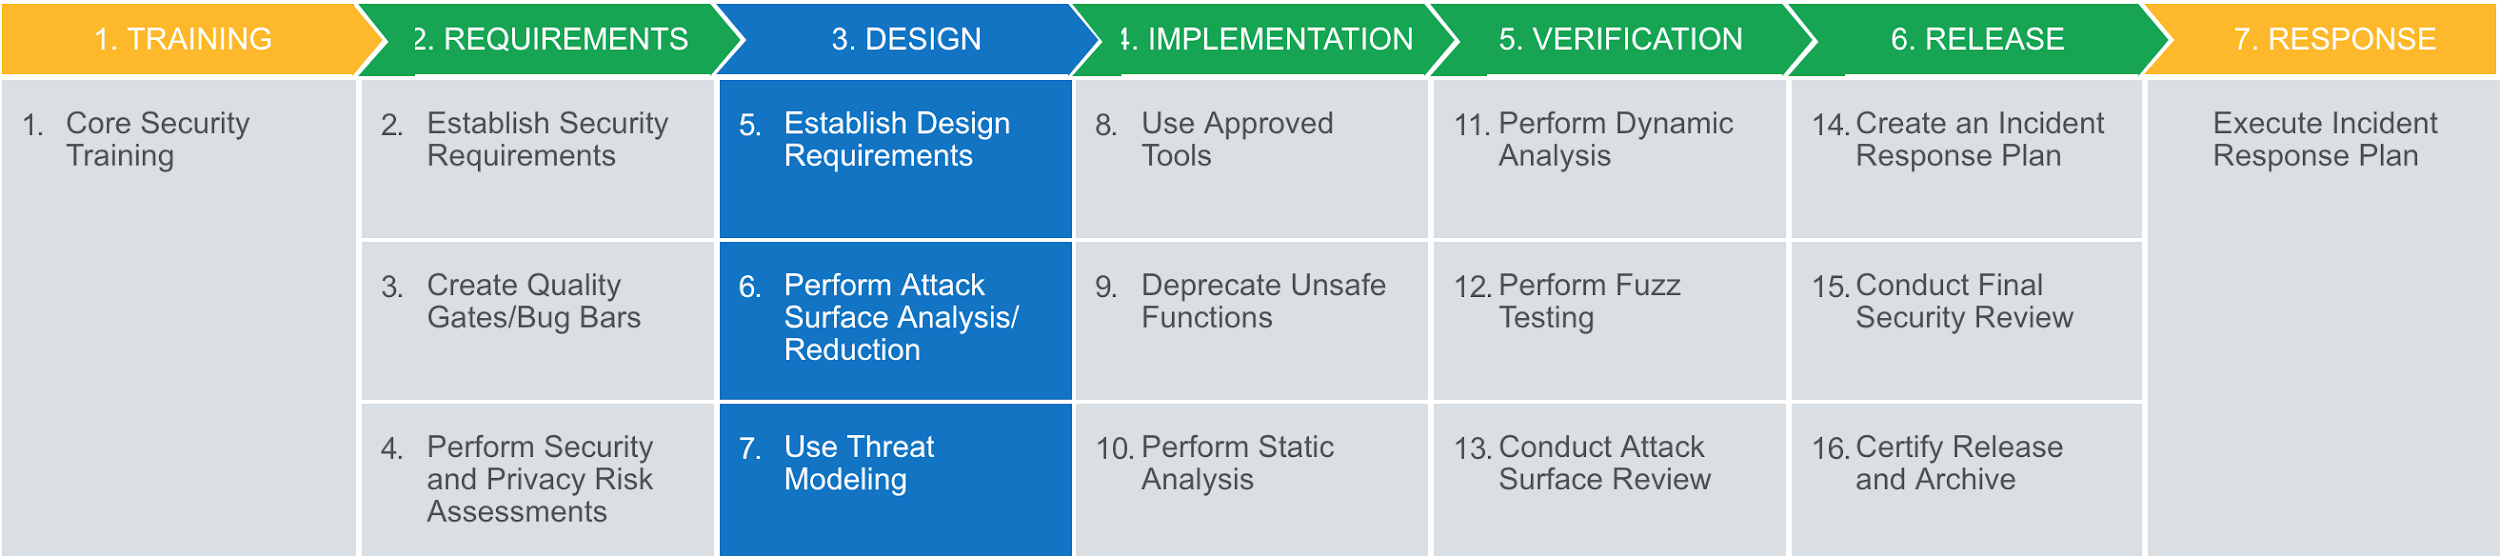 1. TRAINING
2. REQUIREMENTS
3. DESIGN
4. IMPLEMENTATION
5. VERIFICATION
6. RELEASE
7. RESPONSE
1. Core Security
Training
2. Establish Security
Requirements
3. Create Quality
Gates/Bug Bars
4. Perform Security
and Privacy Risk
Assessments
5. Establish Design
Requirements
6. Perform Attack
Surface Analysis/
Reduction
7. Use Threat
Modeling
8. Use Approved
Tools
9. Deprecate Unsafe
Functions
10. Perform Static
Analysis
11. Perform Dynamic
Analysis
12. Perform Fuzz
Testing
13. Conduct Attack
Surface Review
14. Create an Incident
Response Plan
15. Conduct Final
Security Review
16. Certify Release
and Archive
Execute Incident
Response Plan